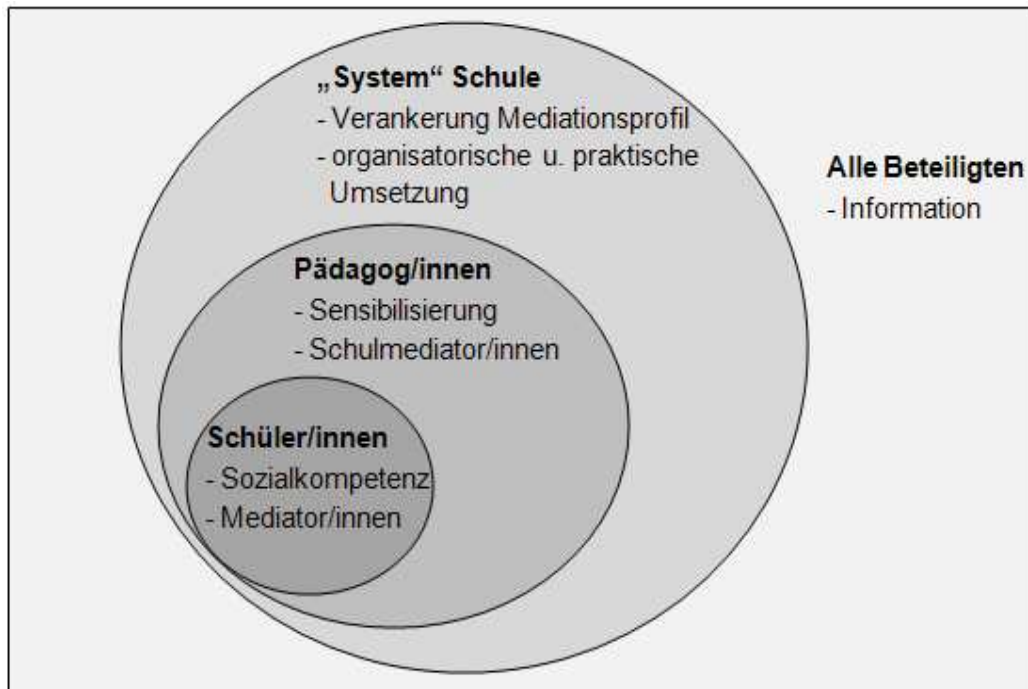 „System“ Schule
- Verankerung Mediationsprofil
- organisatorische u. praktische
Umsetzung
Alle Beteiligten
- Information
Pädagog/innen
- Sensibilisierung
- Schulmediator/innen
Schüler/innen
- Sozialkompetenz
- Mediator/innen